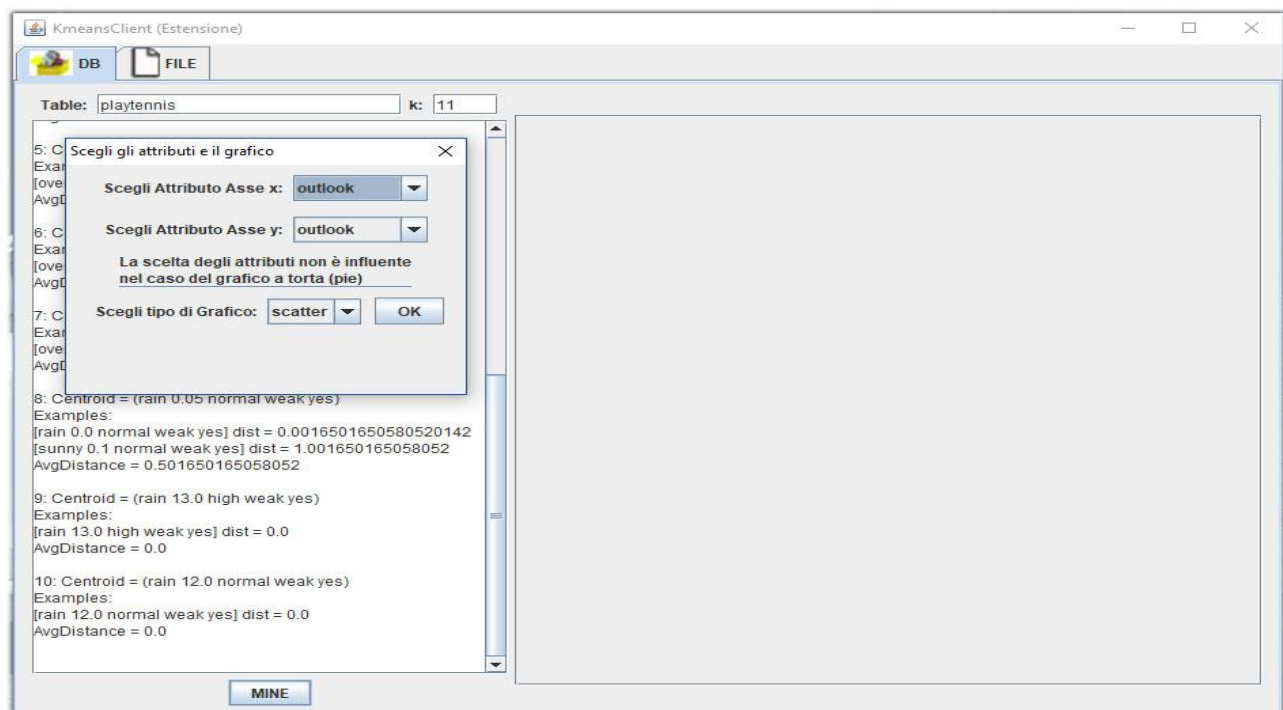 KmeansClient (Estensione)
DB
FILE
Table: playtennis k: 11
Scegli gli attributi e il grafico
Scegli Attributo Asse x: outlook
Scegli Attributo Asse y: outlook
La scelta degli attributi non è influente
nel caso del grafico a torta (pie)
Scegli tipo di Grafico: scatter OK
5: C
Exar
[ove
6: C
Exar
[ove
7: C
Exar
[ove
8: Centroid = (rain 0.05 normal weak yes)
Examples:
[rain 0.0 normal weak yes] dist = 0.0016501650580520142
[sunny 0.1 normal weak yes] dist = 1.001650165058052
AvgDistance = 0.501650165058052
9: Centroid = (rain 13.0 high weak yes)
Examples:
[rain 13.0 high weak yes] dist = 0.0
AvgDistance = 0.0
10: Centroid = (rain 12.0 normal weak yes)
Examples:
[rain 12.0 normal weak yes] dist = 0.0
AvgDistance = 0.0
MINE